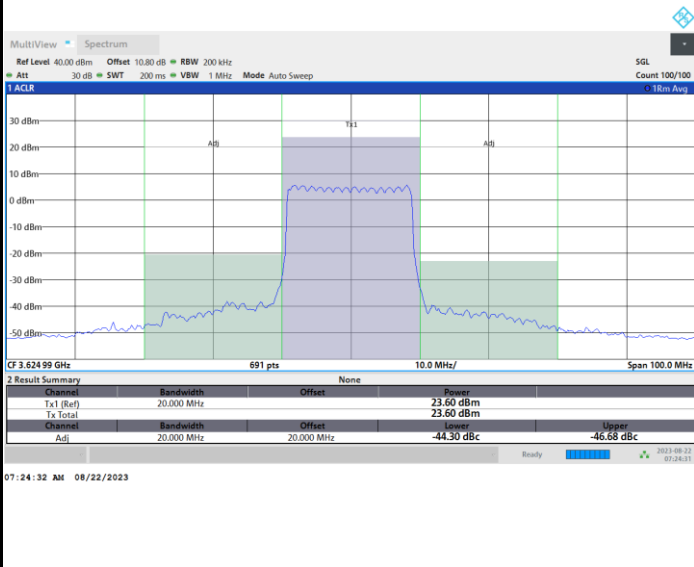 MultiView Spectrum
Ref Level 40.00 dBm Offset 10.80 dB RBW 200 kHz SGL
Att 30 dB SWT 200 ms VBW 1 MHz Mode Auto Sweep Count 100/100
1 ACLR 1Rm Avg
30 dBm
Tx1
20 dBm
Adj Adj
10 dBm
0 dBm
-10 dBm
-20 dBm
-30 dBm
-40 dBm
-50 dBm
CF 3.62499 GHz 691 pts 10.0 MHz/ Span 100.0 MHz
2 Result Summary None
Channel Bandwidth Offset Power
Tx1 (Ref) 20.000 MHz 23.60 dBm
Tx Total 23.60 dBm
Channel Bandwidth Offset Lower Upper
Adj 20.000 MHz 20.000 MHz -44.30 dBc -46.68 dBc
Ready 2023-08-22
07:24:31
07:24:32 AM 08/22/2023